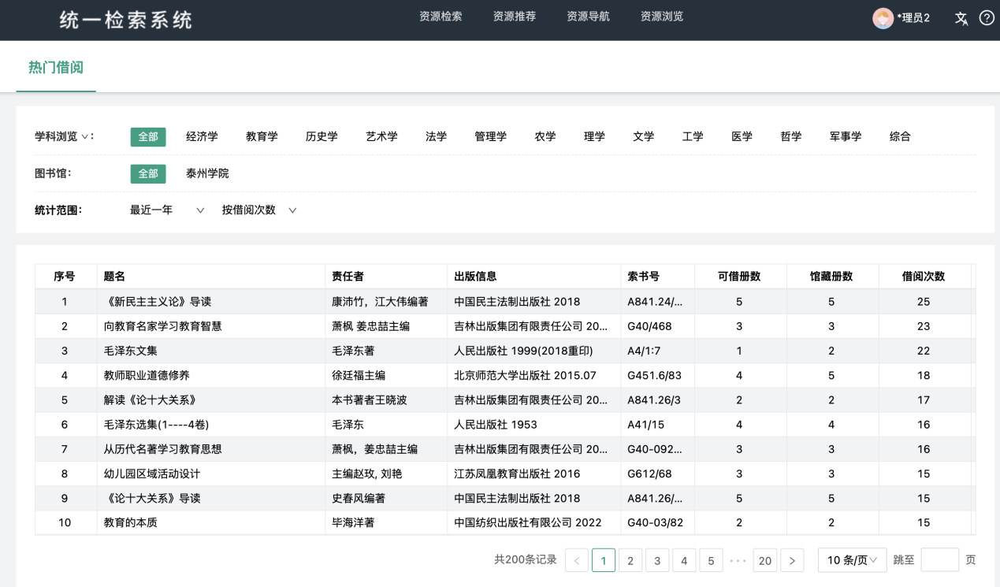 统一检索系统 资源检索 资源推荐 资源导航 资源浏览 *理员2
热门借阅
学科浏览: 全部 经济学 教育学 历史学 艺术学 法学 管理学 农学 理学 文学 工学 医学 哲学 军事学 综合
图书馆: 全部 泰州学院
统计范围: 最近一年 按借阅次数
序号 题名 责任者 出版信息 索书号 可借册数 馆藏册数 借阅次数
1 《新民主主义论》导读 康沛竹，江大伟编著 中国民主法制出版社 2018 A841.24/... 5 5 25
2 向教育名家学习教育智慧 萧枫 姜忠喆主编 吉林出版集团有限责任公司 20... G40/468 3 3 23
3 毛泽东文集 毛泽东著 人民出版社 1999(2018重印) A4/1:7 1 2 22
4 教师职业道德修养 徐廷福主编 北京师范大学出版社 2015.07 G451.6/83 4 5 18
5 解读《论十大关系》 本书著者王晓波 吉林出版集团有限责任公司 20... A841.26/3 2 2 17
6 毛泽东选集(1----4卷) 毛泽东 人民出版社 1953 A41/15 4 4 16
7 从历代名著学习教育思想 萧枫，姜忠喆主编 吉林出版集团有限责任公司 20... G40-092... 3 3 16
8 幼儿园区域活动设计 主编赵玫, 刘艳 江苏凤凰教育出版社 2016 G612/68 3 3 15
9 《论十大关系》导读 史春风编著 中国民主法制出版社 2018 A841.26/... 5 5 15
10 教育的本质 毕海洋著 中国纺织出版社有限公司 2022 G40-03/82 2 2 15
共200条记录 < 1 2 3 4 5 ··· 20 > 10 条/页 跳至 页